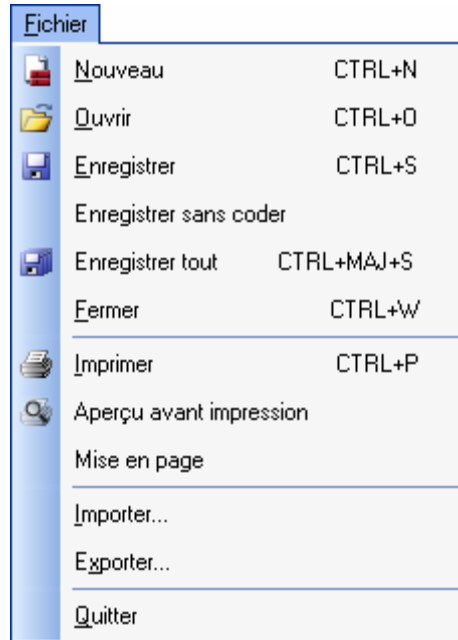 Fichier
Nouveau CTRL+N
Ouvrir CTRL+O
Enregistrer CTRL+S
Enregistrer sans coder
Enregistrer tout CTRL+MAJ+S
Fermer CTRL+W
Imprimer CTRL+P
Aperçu avant impression
Mise en page
Importer...
Exporter...
Quitter